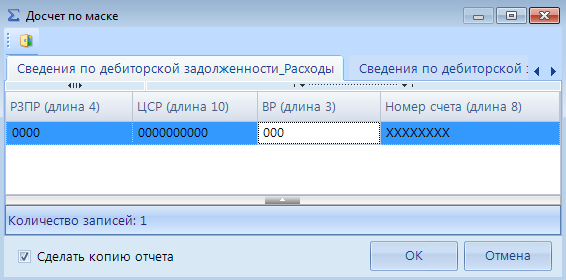 Досчет по маске
Сведения по дебиторской задолженности_Расходы Сведения по дебиторской
РЗПР (длина 4) ЦСР (длина 10) ВР (длина 3) Номер счета (длина 8)
0000 0000000000 000 XXXXXXXX
Количество записей: 1
Сделать копию отчета ОК Отмена